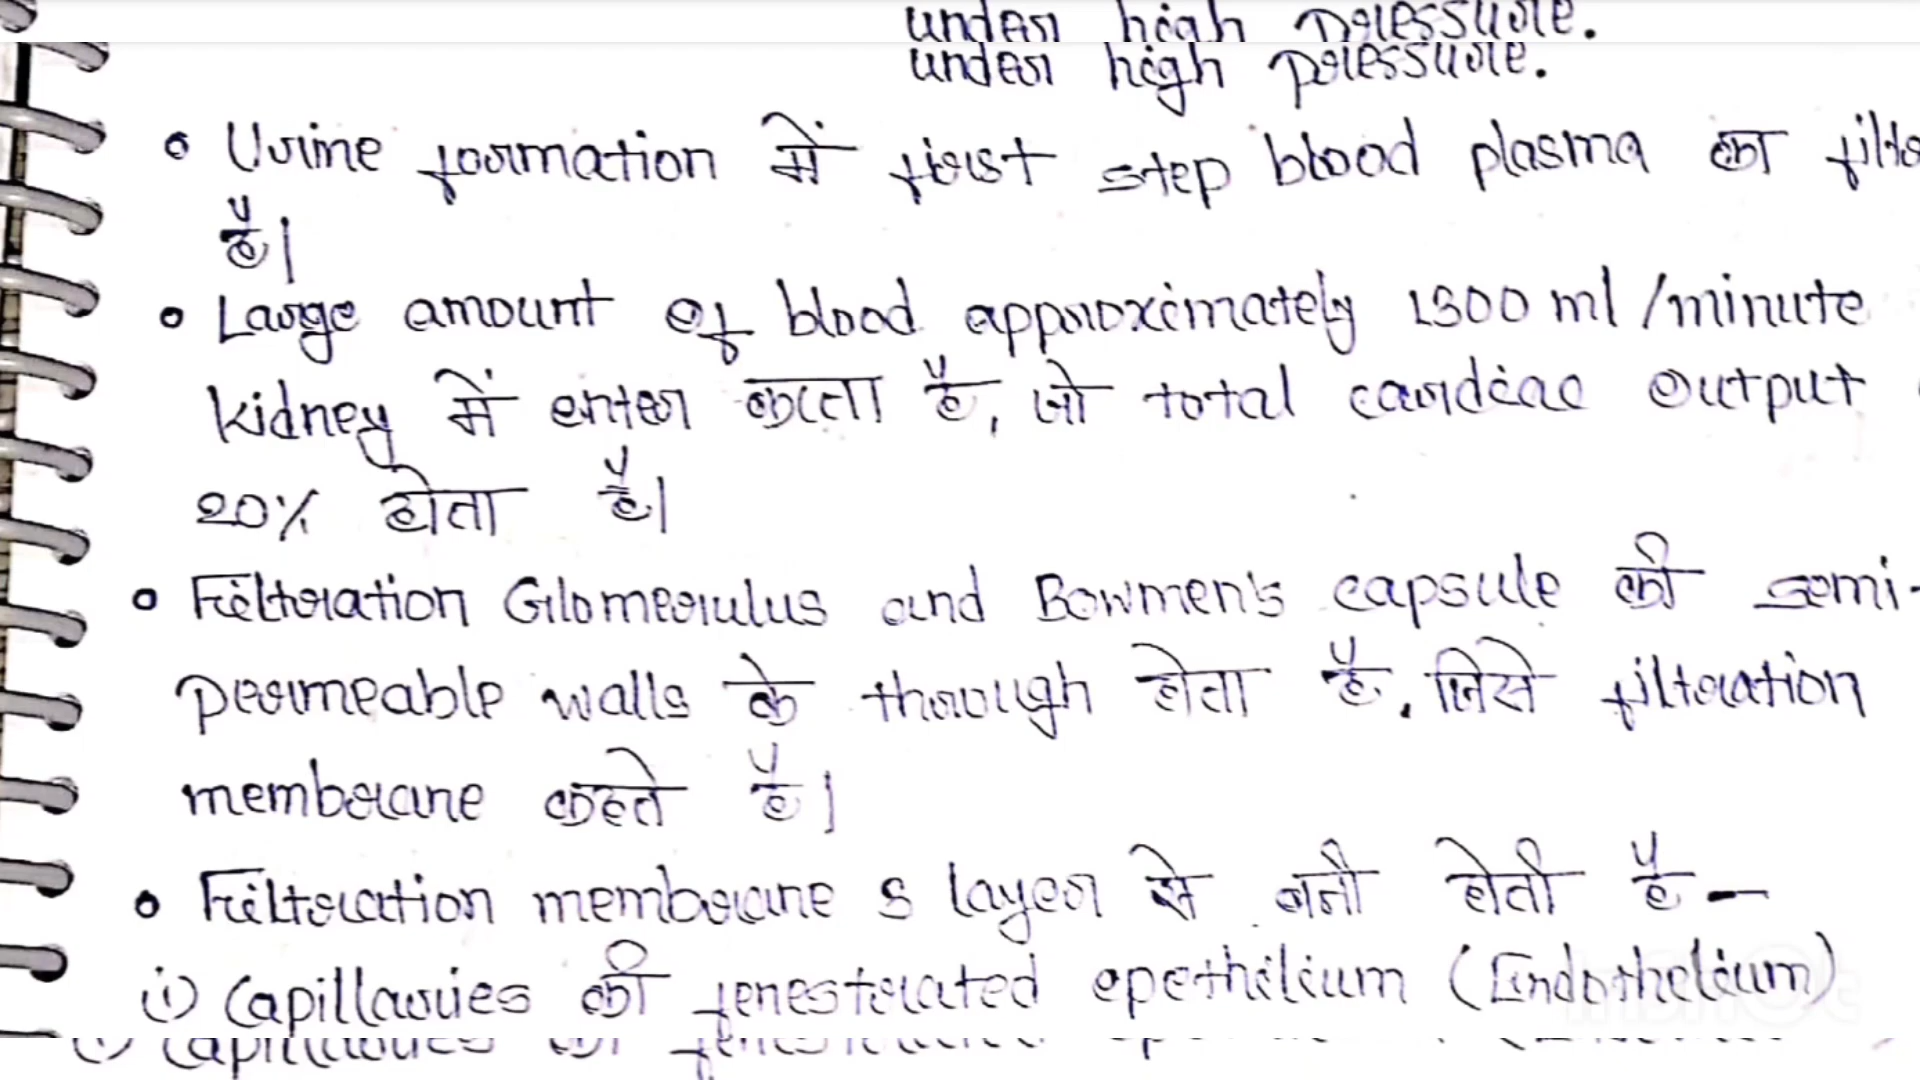 under high pressure.
under high pressure.
• Urine formation में first step blood plasma का
है।
• Large amount of blood approximately 1300 ml/minute
kidney में enter करता है, जो total cardiac output
20% होता है।
• Filtration Glomerulus and Bowmen's capsule की semi-
permeable walls के through होता है, जिसे filtration
membrane कहते है।
• Filtration membrane 3 layer से बनी होती है –
(i) Capillaries की fenestrated epethilium (Endothelium)